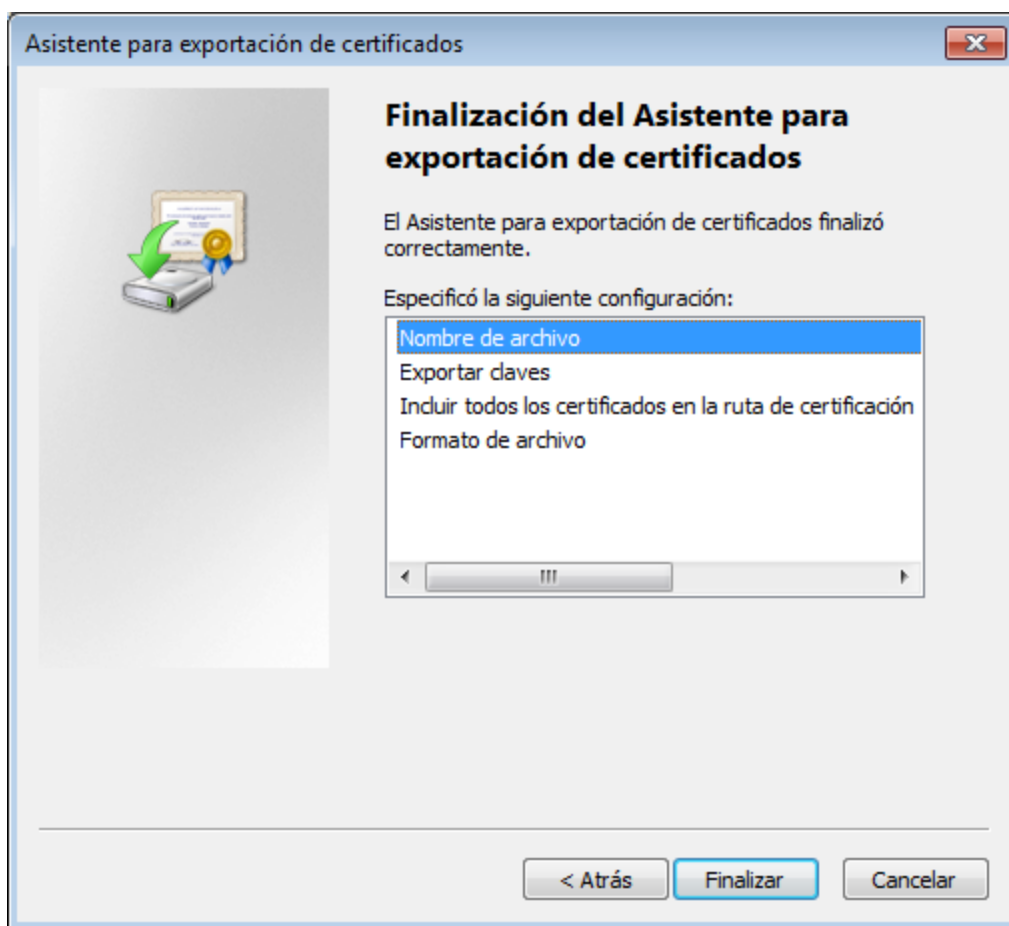 Asistente para exportación de certificados
Finalización del Asistente para
exportación de certificados
El Asistente para exportación de certificados finalizó
correctamente.
Especificó la siguiente configuración:
Nombre de archivo
Exportar claves
Incluir todos los certificados en la ruta de certificación
Formato de archivo
< Atrás
Finalizar
Cancelar